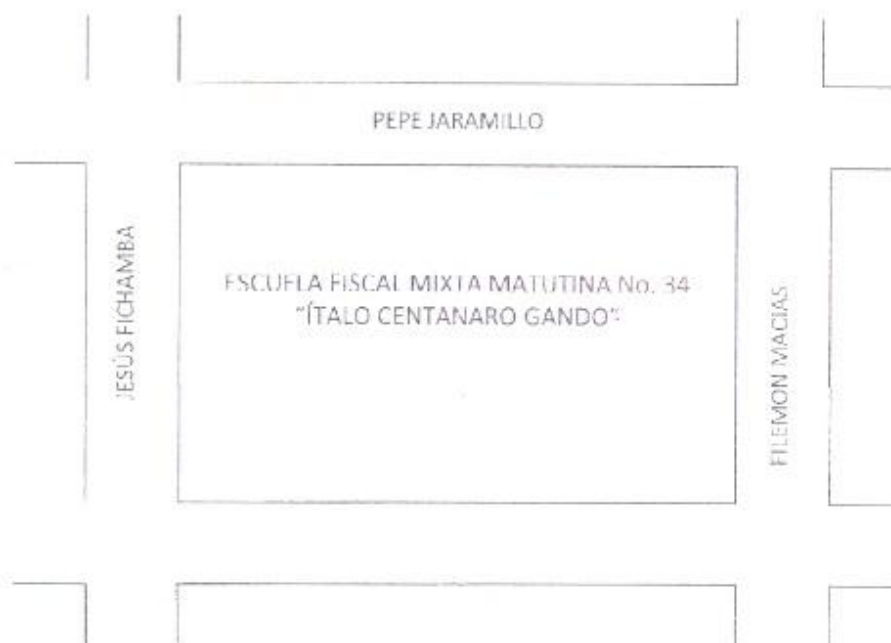 PEPE JARAMILLO
JESÚS FICHAMBA
ESCUELA FISCAL MIXTA MATUTINA No. 34
"ÍTALO CENTANARO GANDO"
FILEMON MACIAS